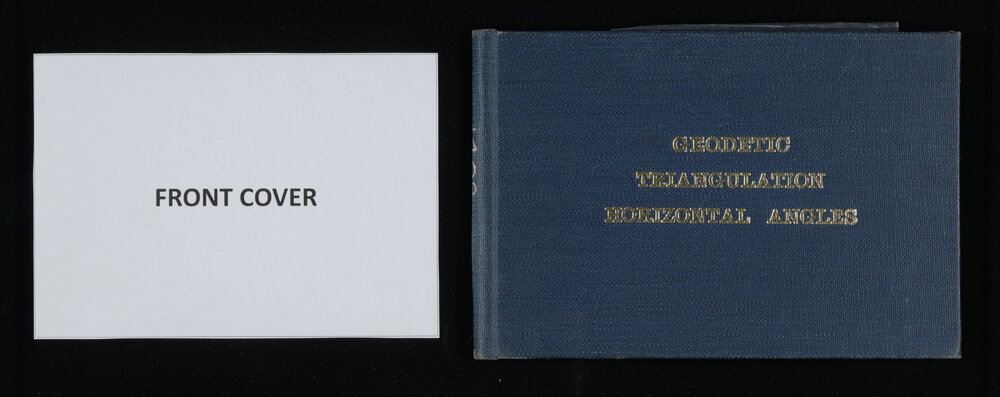 FRONT COVER
GEODETIC
TRIANGULATION
HORIZONTAL ANGLES